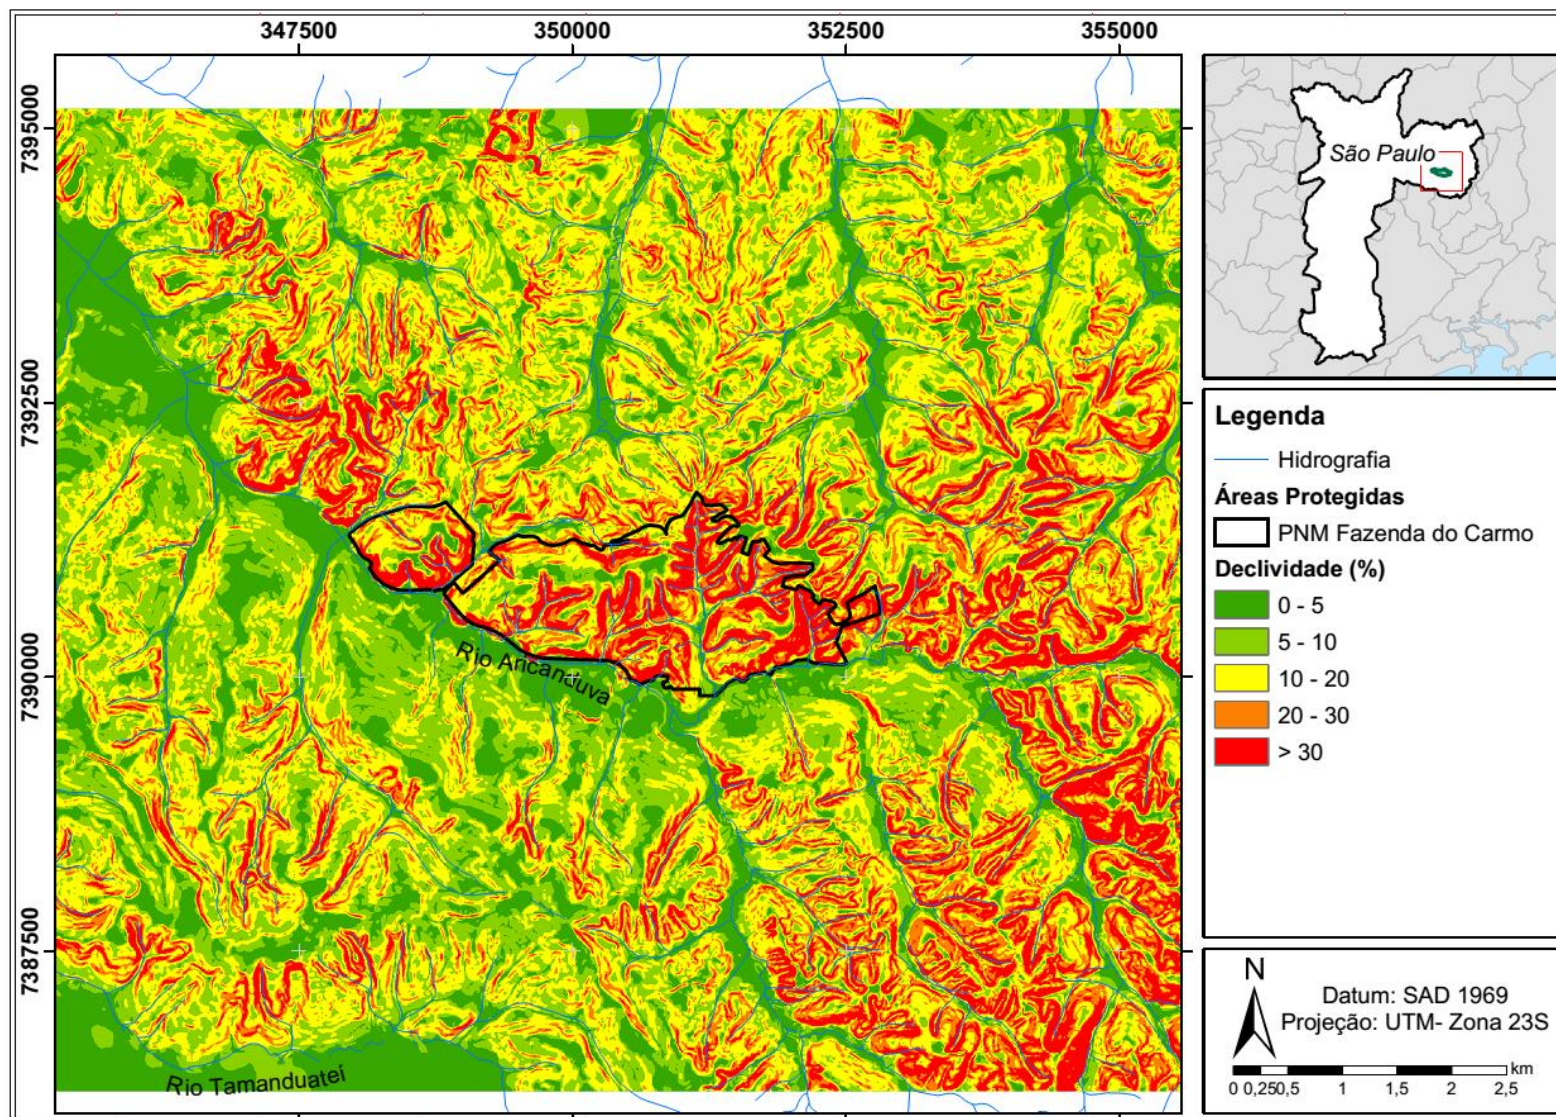 347500 350000 352500 355000
7395000
7392500
7390000
7387500
Rio Aricanduva
Rio Tamanduateí
São Paulo
Legenda
Hidrografia
Áreas Protegidas
PNM Fazenda do Carmo
Declividade (%)
0 - 5
5 - 10
10 - 20
20 - 30
> 30
N
Datum: SAD 1969
Projeção: UTM- Zona 23S
km
0 0,25 0,5 1 1,5 2 2,5